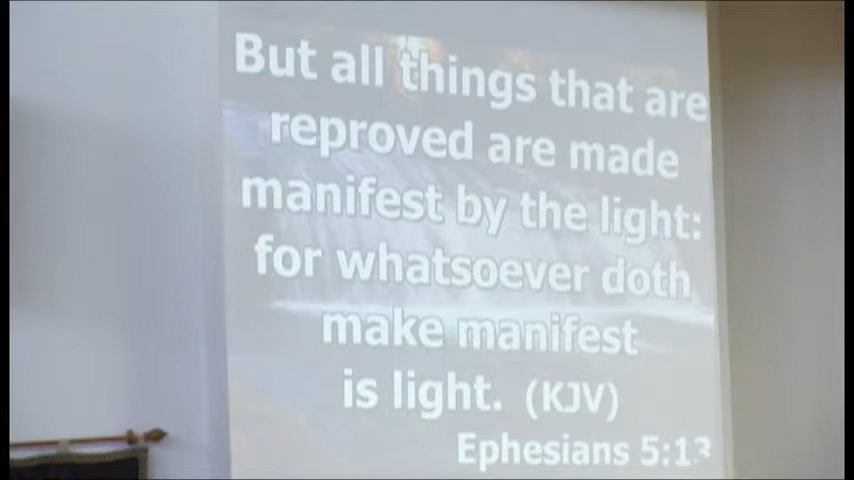 But all things that are
reproved are made
manifest by the light:
for whatsoever doth
make manifest
is light. (KJV)
Ephesians 5:13